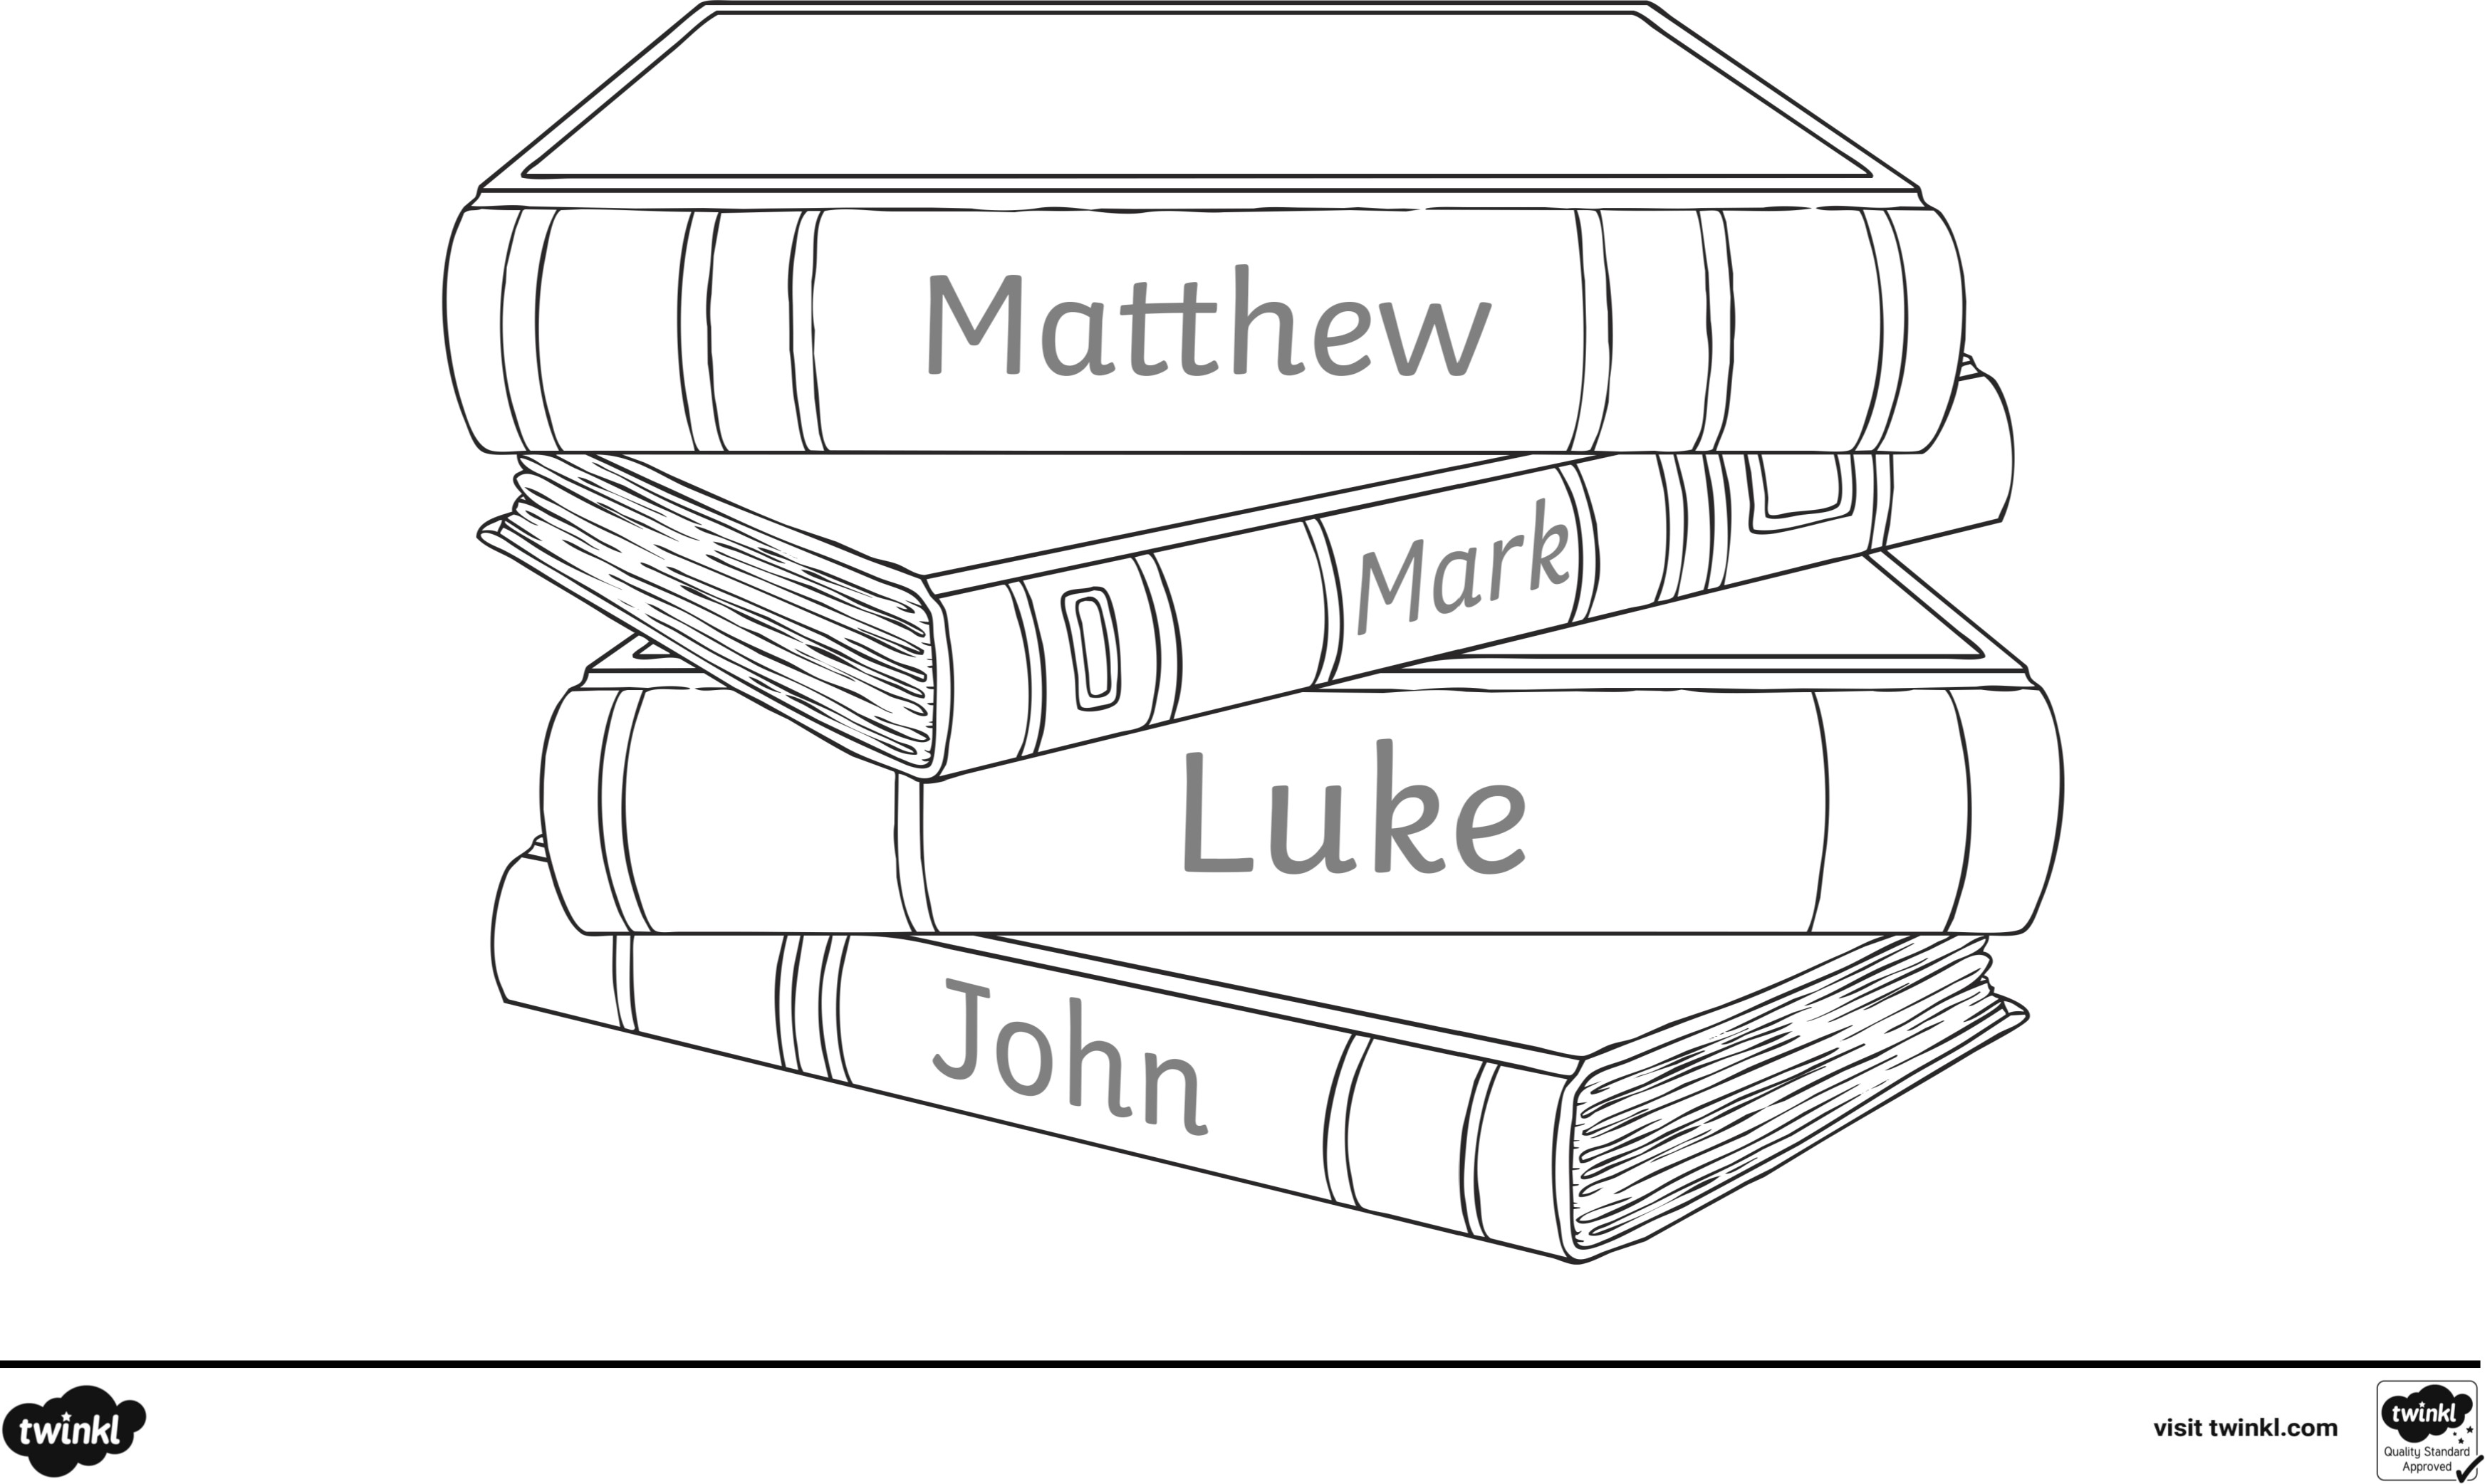 Matthew
Mark
Luke
John
twinkl
visit twinkl.com
twinkl
Quality Standard
Approved